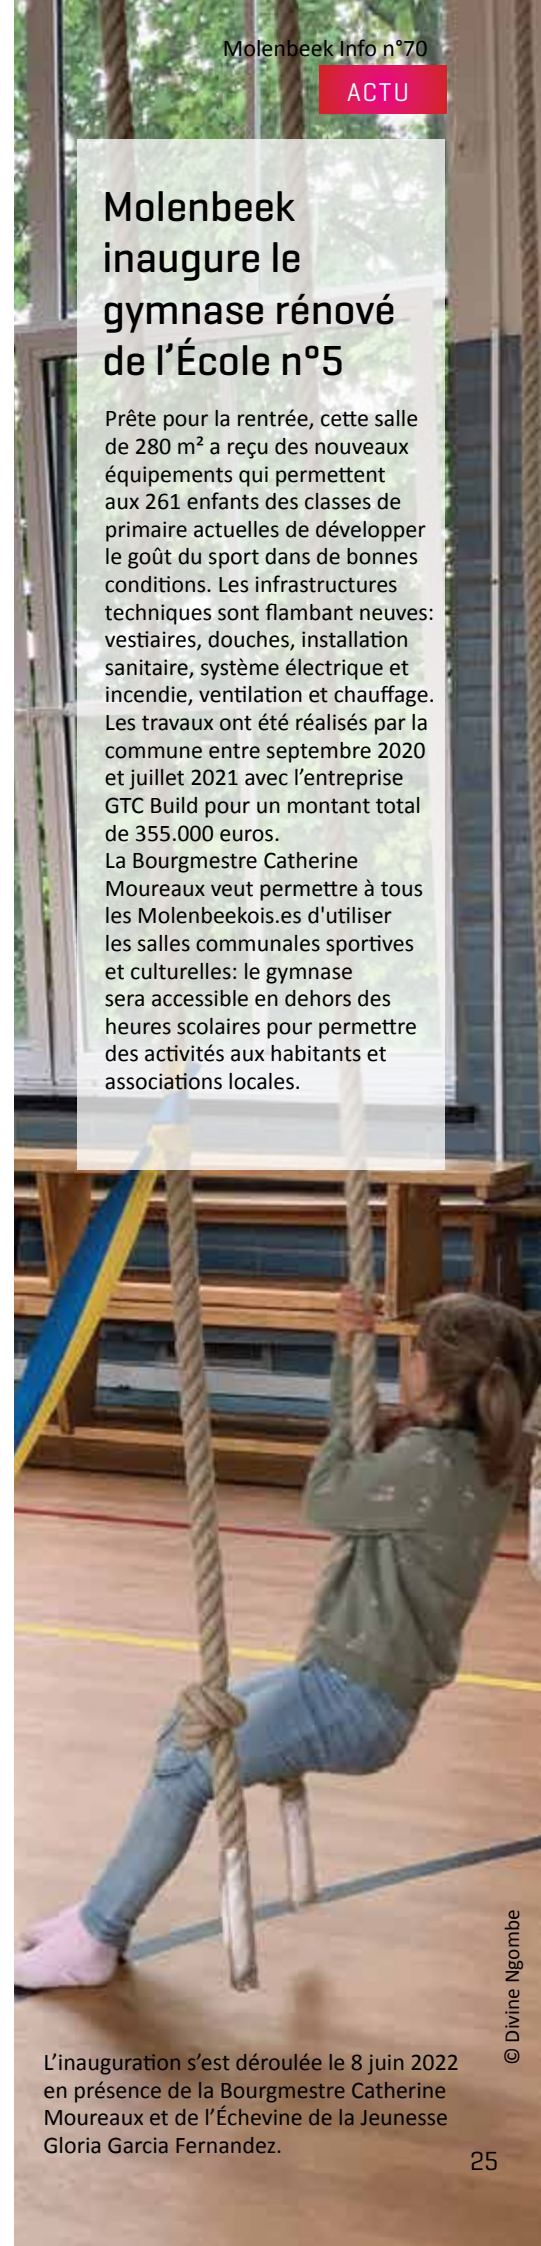 Molenbeek Info n°70
ACTU
Molenbeek
inaugure le
gymnase rénové
de l’École n°5
Prête pour la rentrée, cette salle
de 280 m² a reçu des nouveaux
équipements qui permettent
aux 261 enfants des classes de
primaire actuelles de développer
le goût du sport dans de bonnes
conditions. Les infrastructures
techniques sont flambant neuves:
vestiaires, douches, installation
sanitaire, système électrique et
incendie, ventilation et chauffage.
Les travaux ont été réalisés par la
commune entre septembre 2020
et juillet 2021 avec l’entreprise
GTC Build pour un montant total
de 355.000 euros.
La Bourgmestre Catherine
Moureaux veut permettre à tous
les Molenbeekois.es d'utiliser
les salles communales sportives
et culturelles: le gymnase
sera accessible en dehors des
heures scolaires pour permettre
des activités aux habitants et
associations locales.
© Divine Ngombe
L’inauguration s’est déroulée le 8 juin 2022
en présence de la Bourgmestre Catherine
Moureaux et de l’Échevine de la Jeunesse
Gloria Garcia Fernandez.
25